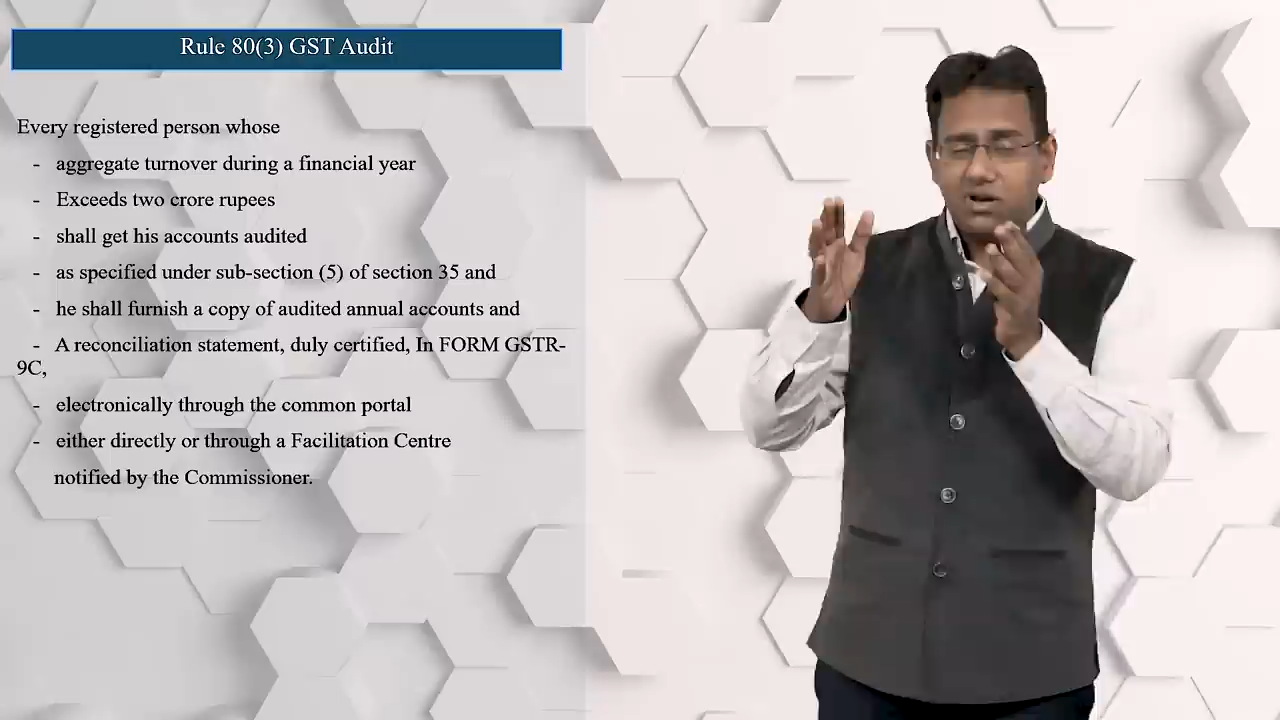 Rule 80(3) GST Audit
Every registered person whose
- aggregate turnover during a financial year
- Exceeds two crore rupees
- shall get his accounts audited
- as specified under sub-section (5) of section 35 and
- he shall furnish a copy of audited annual accounts and
- A reconciliation statement, duly certified, In FORM GSTR-
9C,
- electronically through the common portal
- either directly or through a Facilitation Centre
notified by the Commissioner.